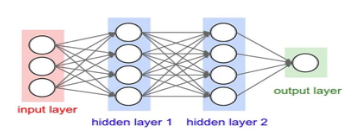 input layer
hidden layer 1
hidden layer 2
output layer